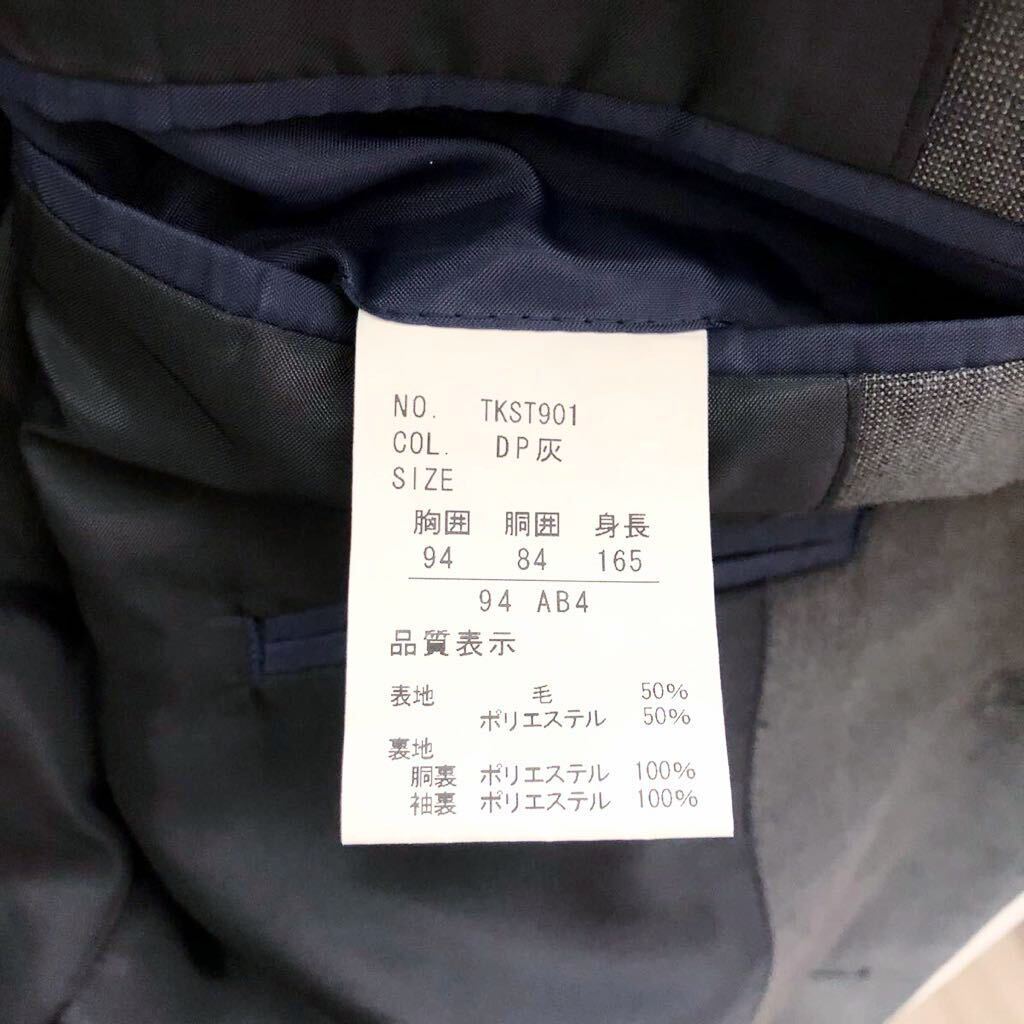 NO. TKST901
COL. DP灰
SIZE
胸囲 胴囲 身長
94 84 165
94 AB4
品質表示
表地 毛 50%
ポリエステル 50%
裏地
胴裏 ポリエステル 100%
袖裏 ポリエステル 100%